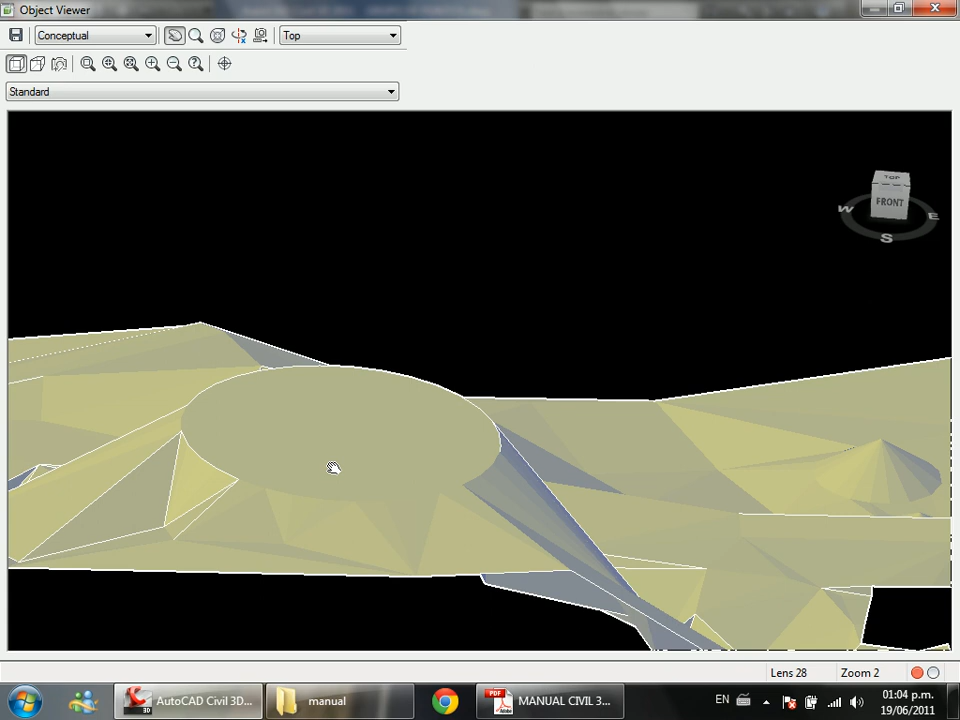 Object Viewer
Conceptual
Top
Standard
TOP
FRONT
W
E
S
Lens 28
Zoom 2
AutoCAD Civil 3D...
manual
MANUAL CIVIL 3...
EN
01:04 p.m.
19/06/2011